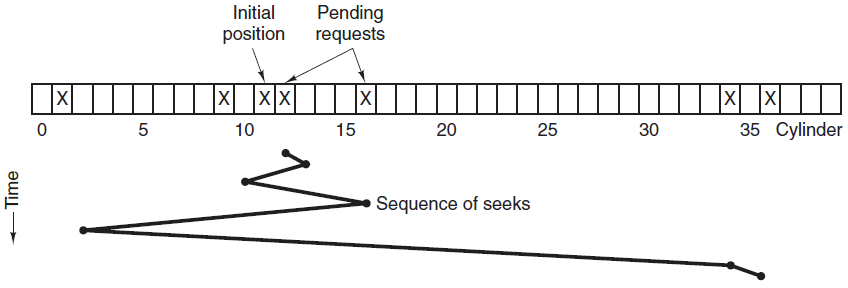 Initial
position
Pending
requests
X X X X X X X
0 5 10 15 20 25 30 35 Cylinder
Time
Sequence of seeks